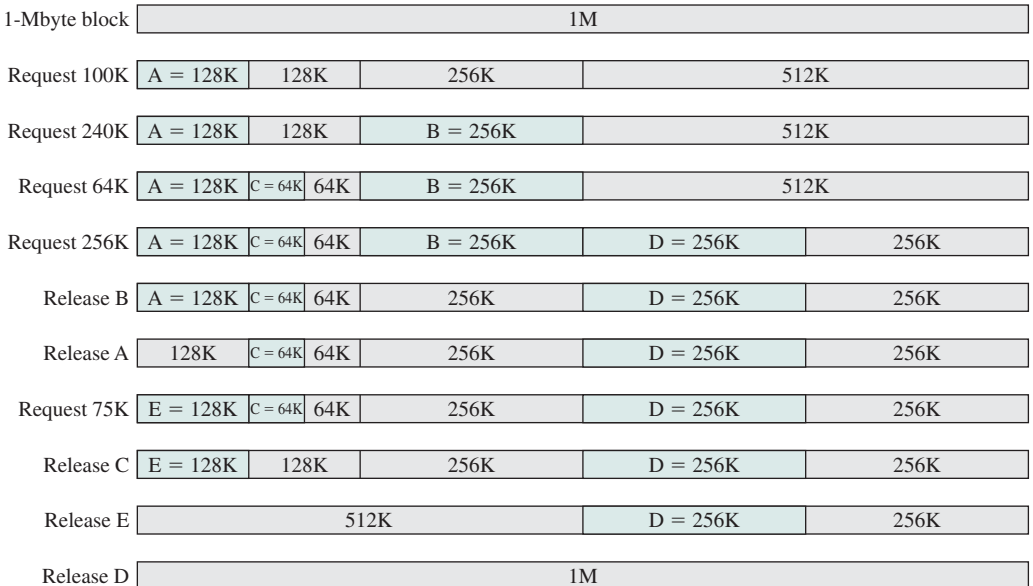 1-Mbyte block 1M
Request 100K A = 128K 128K 256K 512K
Request 240K A = 128K 128K B = 256K 512K
Request 64K A = 128K C = 64K 64K B = 256K 512K
Request 256K A = 128K C = 64K 64K B = 256K D = 256K 256K
Release B A = 128K C = 64K 64K 256K D = 256K 256K
Release A 128K C = 64K 64K 256K D = 256K 256K
Request 75K E = 128K C = 64K 64K 256K D = 256K 256K
Release C E = 128K 128K 256K D = 256K 256K
Release E 512K D = 256K 256K
Release D 1M